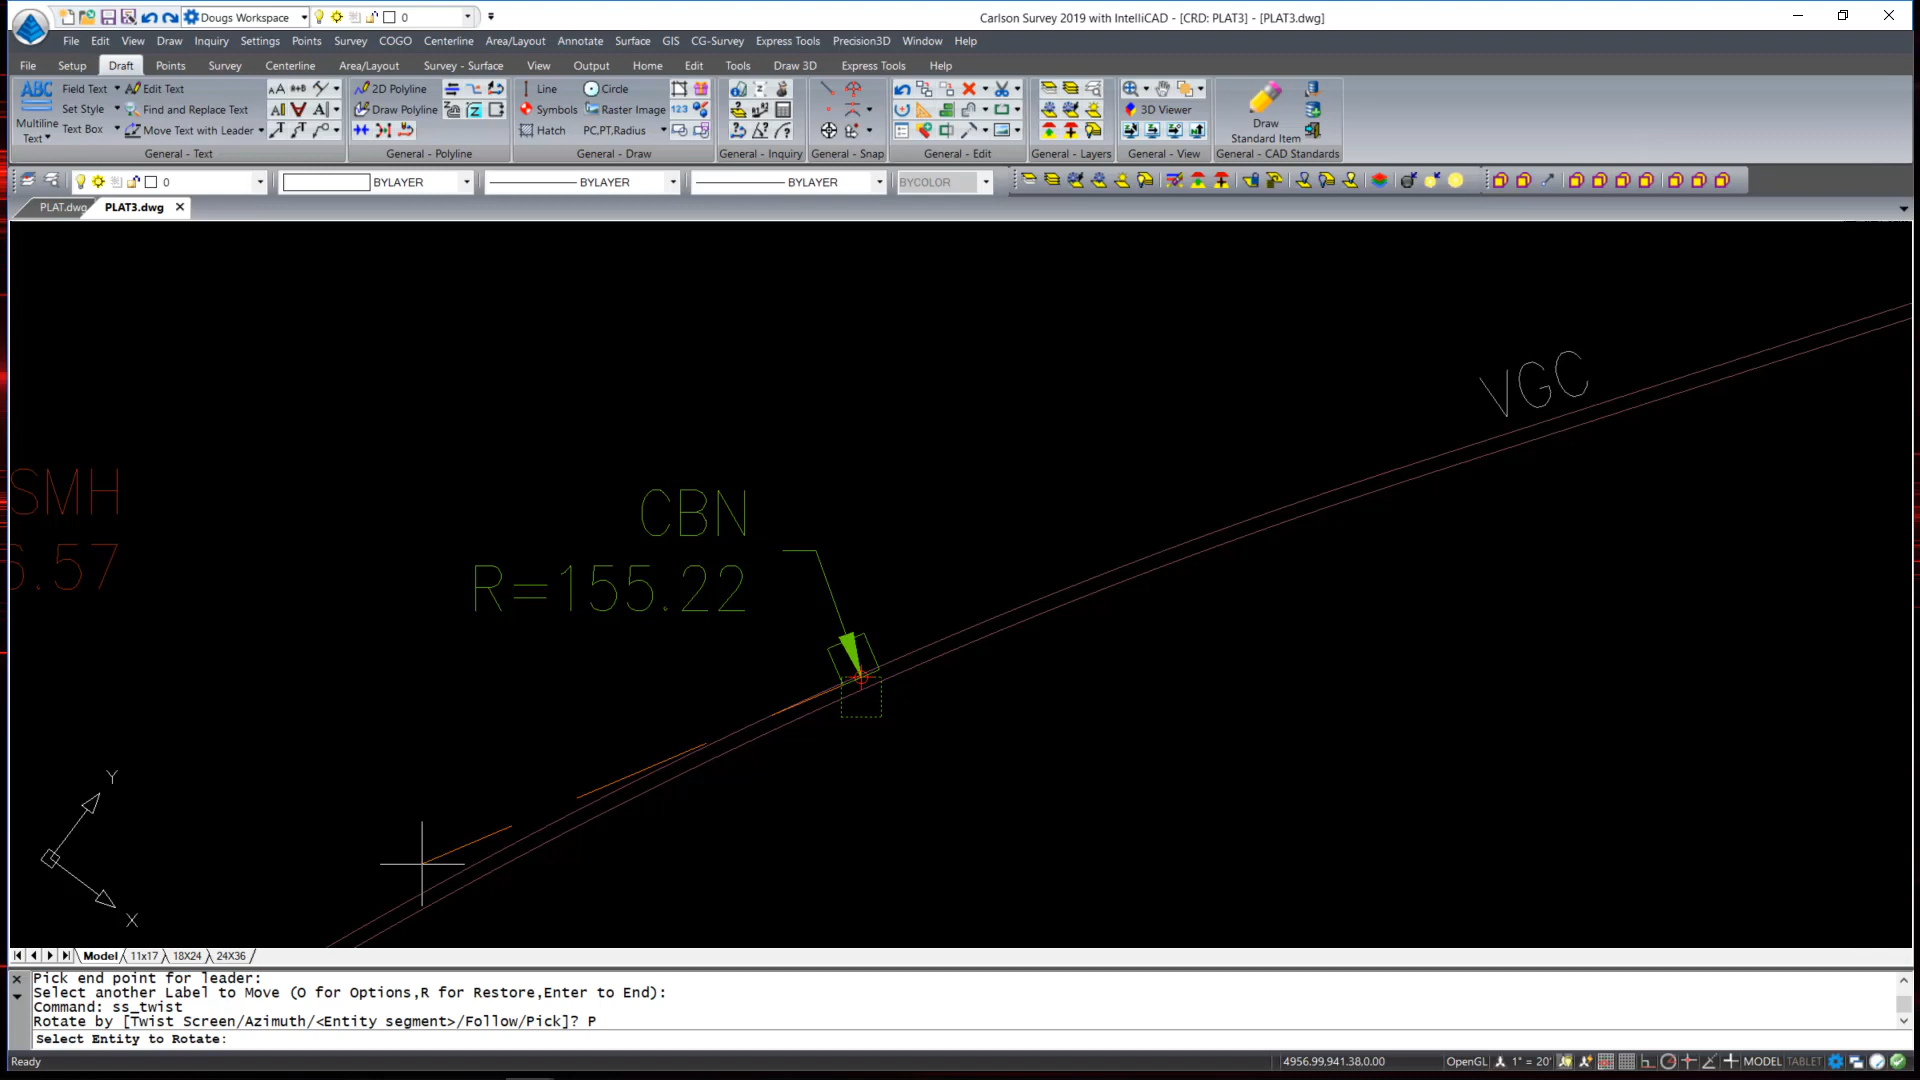 Dougs Workspace
0
Carlson Survey 2019 with IntelliCAD - [CRD: PLAT3] - [PLAT3.dwg]
File Edit View Draw Inquiry Settings Points Survey COGO Centerline Area/Layout Annotate Surface GIS CG-Survey Express Tools Precision3D Window Help
File Setup Draft Points Survey Centerline Area/Layout Survey - Surface View Output Home Edit Tools Draw 3D Express Tools Help
ABC Field Text Edit Text 2D Polyline Line Circle
Set Style Find and Replace Text Draw Polyline Symbols Raster Image 123 3D Viewer
Multiline Text Text Box Move Text with Leader Hatch PC,PT,Radius Draw Standard Item
General - Text General - Polyline General - Draw General - Inquiry General - Snap General - Edit General - Layers General - View General - CAD Standards
0 BYLAYER BYLAYER BYLAYER BYCOLOR
PLAT.dwg PLAT3.dwg
VGC
SMH
6.57
CBN
R=155.22
Y
X
Model 11x17 18X24 24X36
Pick end point for leader:
Select another Label to Move (O for Options,R for Restore,Enter to End):
Command: ss_twist
Rotate by [Twist Screen/Azimuth/<Entity segment>/Follow/Pick]? P
Select Entity to Rotate:
Ready 4956.99,941.38,0.00 OpenGL 1" = 20' MODEL TABLET